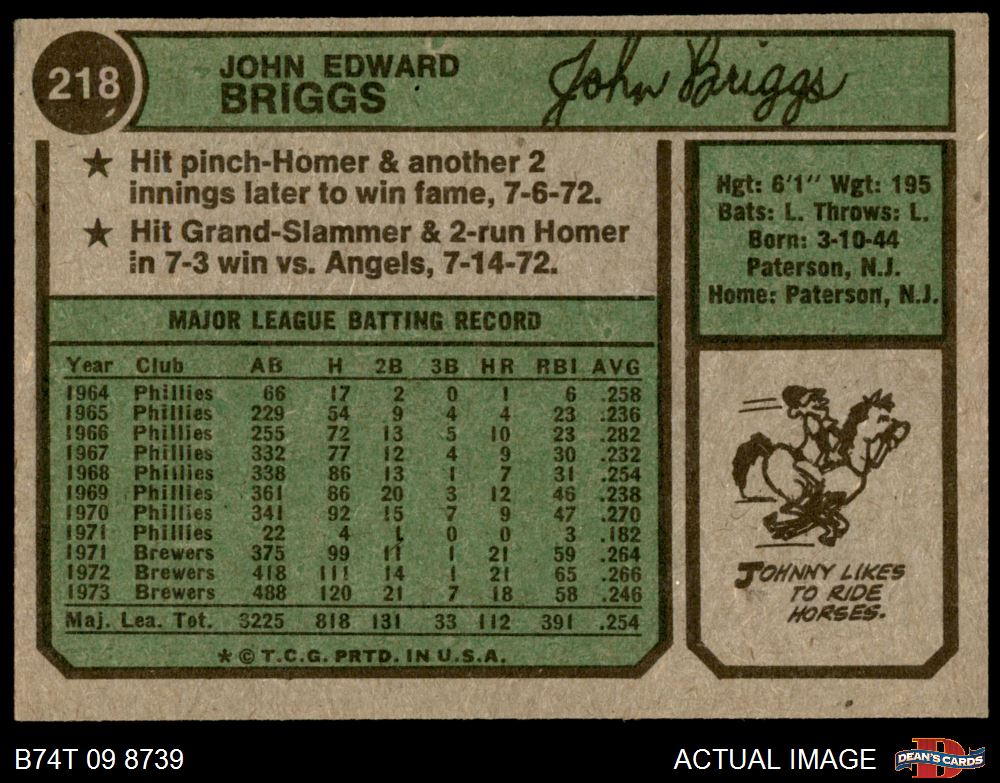 218
JOHN EDWARD
BRIGGS
John Briggs
★ Hit pinch-Homer & another 2
innings later to win fame, 7-6-72.
★ Hit Grand-Slammer & 2-run Homer
in 7-3 win vs. Angels, 7-14-72.
Hgt: 6'1" Wgt: 195
Bats: L. Throws: L.
Born: 3-10-44
Paterson, N.J.
Home: Paterson, N.J.
MAJOR LEAGUE BATTING RECORD
Year Club AB H 2B 3B HR RBI AVG
1964 Phillies 66 17 2 0 1 6 .258
1965 Phillies 229 54 9 4 4 23 .236
1966 Phillies 255 72 13 5 10 23 .282
1967 Phillies 332 77 12 4 9 30 .232
1968 Phillies 338 86 13 1 7 31 .254
1969 Phillies 361 86 20 3 12 46 .238
1970 Phillies 341 92 15 7 9 47 .270
1971 Phillies 22 4 1 0 0 3 .182
1971 Brewers 375 99 11 1 21 59 .264
1972 Brewers 418 111 14 1 21 65 .266
1973 Brewers 488 120 21 7 18 58 .246
Maj. Lea. Tot. 3225 818 131 33 112 391 .254
* © T.C.G. PRTD. IN U.S.A.
JOHNNY LIKES
TO RIDE
HORSES.
B74T 09 8739
ACTUAL IMAGE
D
DEAN'S CARDS